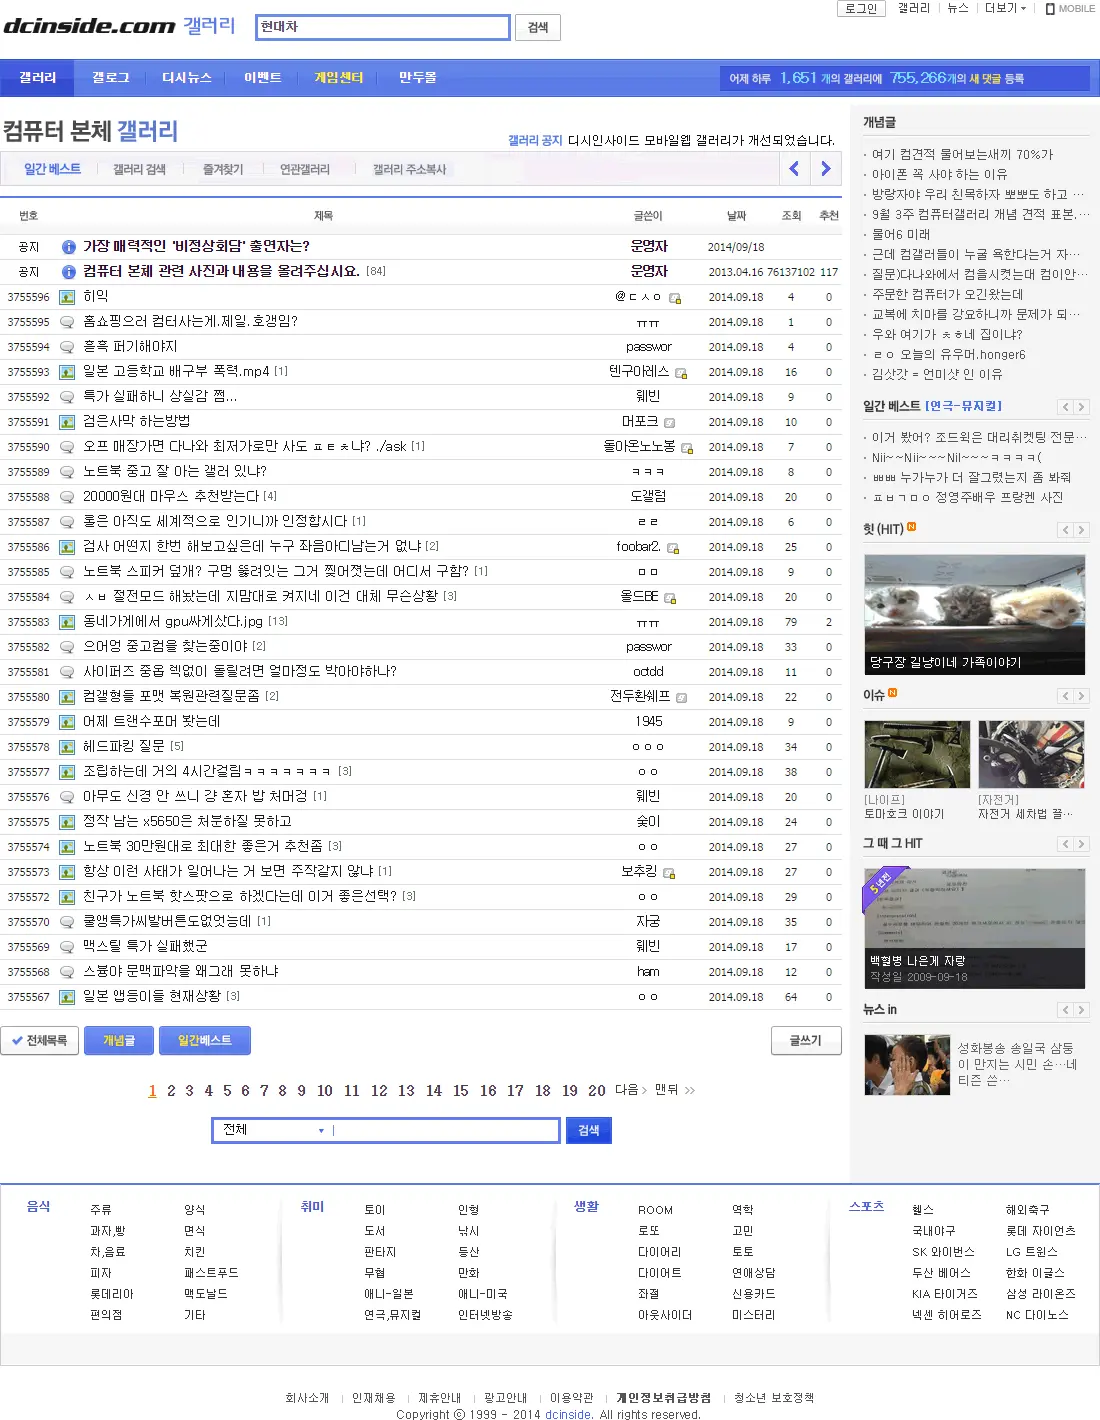 로그인 갤러리 뉴스 더보기 MOBILE
dcinside.com 갤러리 현대차 검색
갤러리 갤로그 디시뉴스 이벤트 게임센터 만두몰 어제 하루 1,651 개의 갤러리에 755,266개의 새 댓글 등록
컴퓨터 본체 갤러리
갤러리 공지 디시인사이드 모바일웹 갤러리가 개선되었습니다.
일간 베스트 갤러리 검색 즐겨찾기 연관갤러리 갤러리 주소복사
번호 제목 글쓴이 날짜 조회 추천
공지 가장 매력적인 '비정상회담' 출연자는? 운영자 2014/09/18
공지 컴퓨터 본체 관련 사진과 내용을 올려주십시요. [84] 운영자 2013.04.16 76137102 117
3755596 히익 @ㄷㅅㅇ 2014.09.18 4 0
3755595 홈쇼핑으러 컴터사는게.제일.호갱임? ㅠㅠ 2014.09.18 1 0
3755594 흗흑 퍼기해야지 passwor 2014.09.18 4 0
3755593 일본 고등학교 배구부 폭력.mp4 [1] 텐구아레스 2014.09.18 16 0
3755592 특가 실패하니 상실감 쩜... 웨빈 2014.09.18 9 0
3755591 검은사막 하는방법 머포크 2014.09.18 10 0
3755590 오프 매장가면 다나와 최저가로만 사도 ㅍㅌㅊ냐? ./ask [1] 돌아온노노봉 2014.09.18 7 0
3755589 노트북 중고 잘 아는 갤러 있냐? ㅋㅋㅋ 2014.09.18 8 0
3755588 20000원대 마우스 추천받는다 [4] 도갤럼 2014.09.18 20 0
3755587 롤은 아직도 세계적으로 인기니까 인정합시다 [1] ㄹㄹ 2014.09.18 6 0
3755586 검사 어떤지 한번 해보고싶은데 누구 좌음아디남는거 없냐 [2] foobar2. 2014.09.18 25 0
3755585 노트북 스피커 덮개? 구멍 뚫려잇는 그거 찢어졋는데 어디서 구함? [1] ㅁㅁ 2014.09.18 9 0
3755584 ㅅㅂ 절전모드 해놨는데 지맘대로 켜지네 이건 대체 무슨상황 [3] 올드BE 2014.09.18 20 0
3755583 동네가게에서 gpu싸게샀다.jpg [13] ㅠㅠ 2014.09.18 79 2
3755582 으어엉 중고컴을 찾는중이야 [2] passwor 2014.09.18 33 0
3755581 사이퍼즈 중옵 렉없이 돌릴려면 얼마정도 박아야하나? octdd 2014.09.18 11 0
3755580 컴갤형들 포맷 복원관련질문좀 [2] 전두환쉐프 2014.09.18 22 0
3755579 어제 트랜수포머 봣는데 1945 2014.09.18 9 0
3755578 헤드파킹 질문 [5] ㅇㅇㅇ 2014.09.18 34 0
3755577 조립하는데 거의 4시간걸림ㅋㅋㅋㅋㅋㅋㅋ [3] ㅇㅇ 2014.09.18 38 0
3755576 아무도 신경 안 쓰니 걍 혼자 밥 처머겅 [1] 웨빈 2014.09.18 20 0
3755575 정작 남는 x5650은 처분하질 못하고 숮이 2014.09.18 24 0
3755574 노트북 30만원대로 최대한 좋은거 추천좀 [3] ㅇㅇ 2014.09.18 27 0
3755573 항상 이런 사태가 일어나는 거 보면 주작같지 않냐 [1] 보추킹 2014.09.18 27 0
3755572 친구가 노트북 핫스팟으로 하겠다는데 이거 좋은선택? [3] ㅇㅇ 2014.09.18 29 0
3755570 쿨앤특가씨발버튼도없엇는데 [1] 자궁 2014.09.18 35 0
3755569 맥스틸 특가 실패했군 웨빈 2014.09.18 17 0
3755568 스븅야 문맥파악을 왜그래 못하냐 ham 2014.09.18 12 0
3755567 일본 앱등이들 현재상황 [3] ㅇㅇ 2014.09.18 64 0
전체목록 개념글 일간베스트 글쓰기
1 2 3 4 5 6 7 8 9 10 11 12 13 14 15 16 17 18 19 20 다음 맨뒤
전체 검색
개념글
여기 컴견적 물어보는새끼 70%가
아이폰 꼭 사야 하는 이유
방랑자야 우리 친목하자 뽀뽀도 하고 …
9월 3주 컴퓨터갤러리 개념 견적 표본.…
물어6 미래
근데 컴갤러들이 누굴 욕한다는거 자…
질문)다나와에서 컴을시켯는대 컴이안…
주문한 컴퓨터가 오긴왔는데
교복에 치마를 강요하니까 문제가 되…
우와 여기가 ㅊㅎ네 집이냐?
ㄹㅇ 오늘의 유우머.honger6
김삿갓 = 언미샷 인 이유
일간 베스트 [연극-뮤지컬]
이거 봤어? 조드윅은 대리취켓팅 전문…
Nii~~Nii~~~Nil~~~ㅋㅋㅋㅋ(
ㅃㅃ 누가누가 더 잘그렸는지 좀 봐줘
ㅍㅂㄱㅁㅇ 정영주배우 프랑켄 사진
힛 (HIT) N
당구장 길냥이네 가족이야기
이슈 N
[나이프] [자전거]
토마호크 이야기 자전거 세차법 끝…
그 때 그 HIT
5년전
백혈병 나은게 자랑
작성일 2009-09-18
뉴스 in
성화봉송 송일국 삼둥
이 만지는 시민 손…네
티즌 쓴…
음식 주류 양식 취미 토이 인형 생활 ROOM 역학 스포츠 헬스 해외축구
과자,빵 면식 도서 낚시 로또 고민 국내야구 롯데 자이언츠
차,음료 치킨 판타지 등산 다이어리 토토 SK 와이번스 LG 트윈스
피자 패스트푸드 무협 만화 다이어트 연애상담 두산 베어스 한화 이글스
롯데리아 맥도날드 애니-일본 애니-미국 좌절 신용카드 KIA 타이거즈 삼성 라이온즈
편의점 기타 연극,뮤지컬 인터넷방송 아웃사이더 미스터리 넥센 히어로즈 NC 다이노스
회사소개 인재채용 제휴안내 광고안내 이용약관 개인정보취급방침 청소년 보호정책
Copyright ⓒ 1999 - 2014 dcinside. All rights reserved.